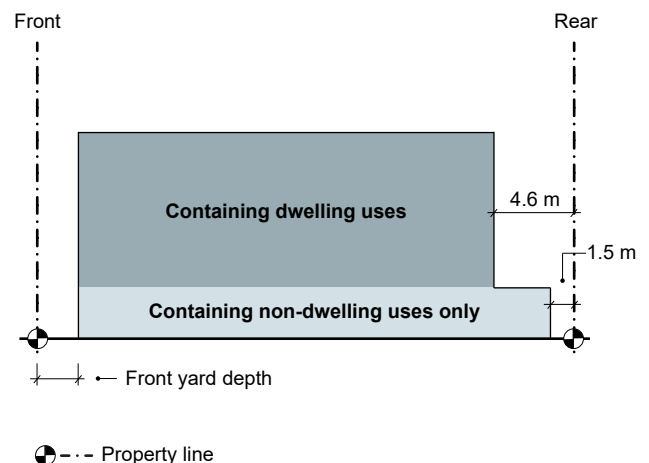 Front
Rear
Containing dwelling uses
4.6 m
1.5 m
Containing non-dwelling uses only
Front yard depth
Property line